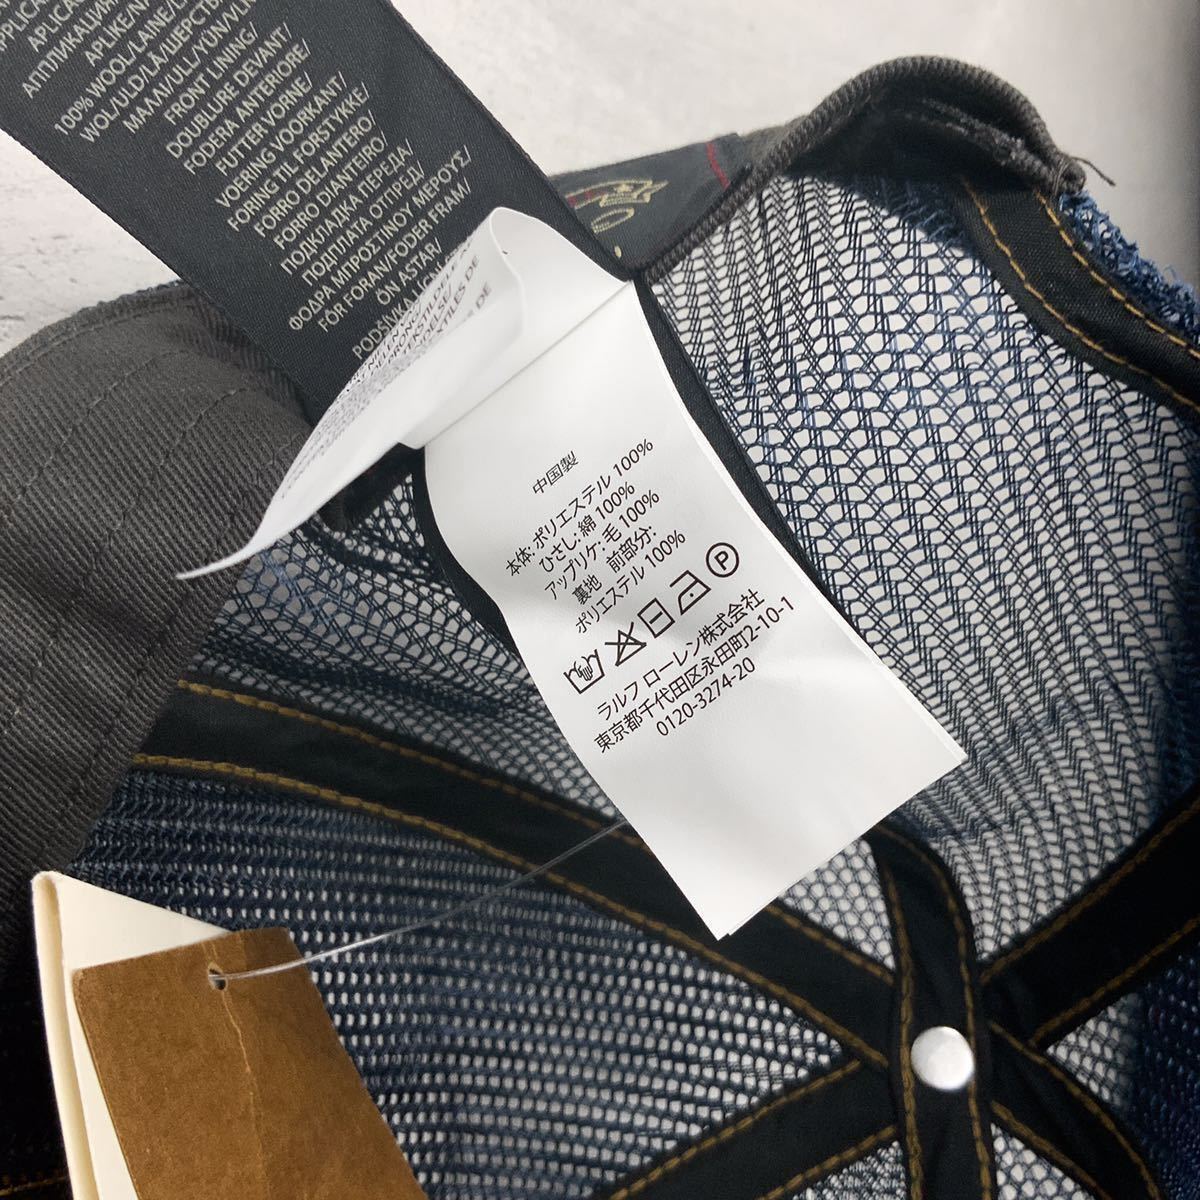 APLICA
АППЛИКАЦИЯ
APLIKE/
100% WOOL/LAINE/
WOL/ULD/LÃ/ШЕРСТЬ/
ΜΑΛΛΙ/ULL/YÜN/
FRONT LINING/
DOUBLURE DEVANT/
FODERA ANTERIORE/
FUTTER VORNE/
VOERING VOORKANT/
FORING TIL FORSTYKKE/
FORRO DELANTERO/
FORRO DIANTEIRO/
ПОДКЛАДКА ПЕРЕДА/
ПОДПЛАТА ОТПРЕД/
ΦΟΔΡΑ ΜΠΡΟΣΤΙΝΟΥ ΜΕΡΟΥΣ/
FÓR FORAN/FODER FRAM/
ÖN ASTAR/
中国製
本体: ポリエステル 100%
ひさし: 綿 100%
アップリケ: 毛 100%
裏地 前部分:
ポリエステル 100%
P
ラルフ ローレン株式会社
東京都千代田区永田町2-10-1
0120-3274-20